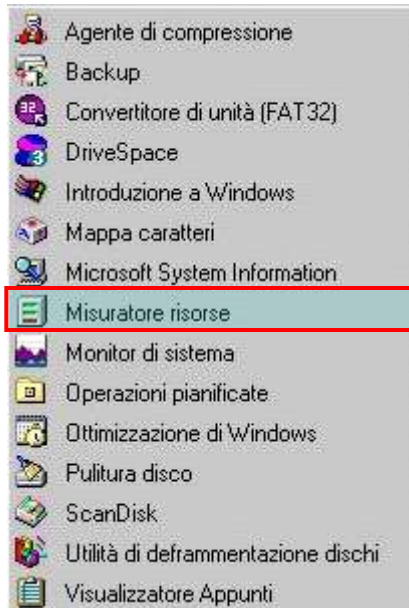 Agente di compressione
Backup
Convertitore di unità (FAT32)
DriveSpace
Introduzione a Windows
Mappa caratteri
Microsoft System Information
Misuratore risorse
Monitor di sistema
Operazioni pianificate
Ottimizzazione di Windows
Pulitura disco
ScanDisk
Utilità di deframmentazione dischi
Visualizzatore Appunti